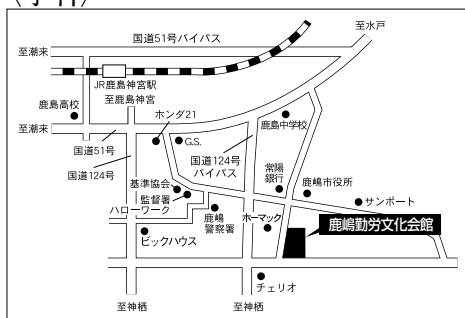 国道51号バイパス
至水戸
至潮来
JR鹿島神宮駅
至鹿島神宮
鹿島高校
ホンダ21
至潮来
国道51号
G.S.
鹿島中学校
国道124号
国道124号
バイパス
常陽
銀行
鹿嶋市役所
基準協会
監督署
ハローワーク
サンポート
鹿嶋
警察署
ホーマック
鹿嶋勤労文化会館
ビックハウス
チェリオ
至神栖
至神栖